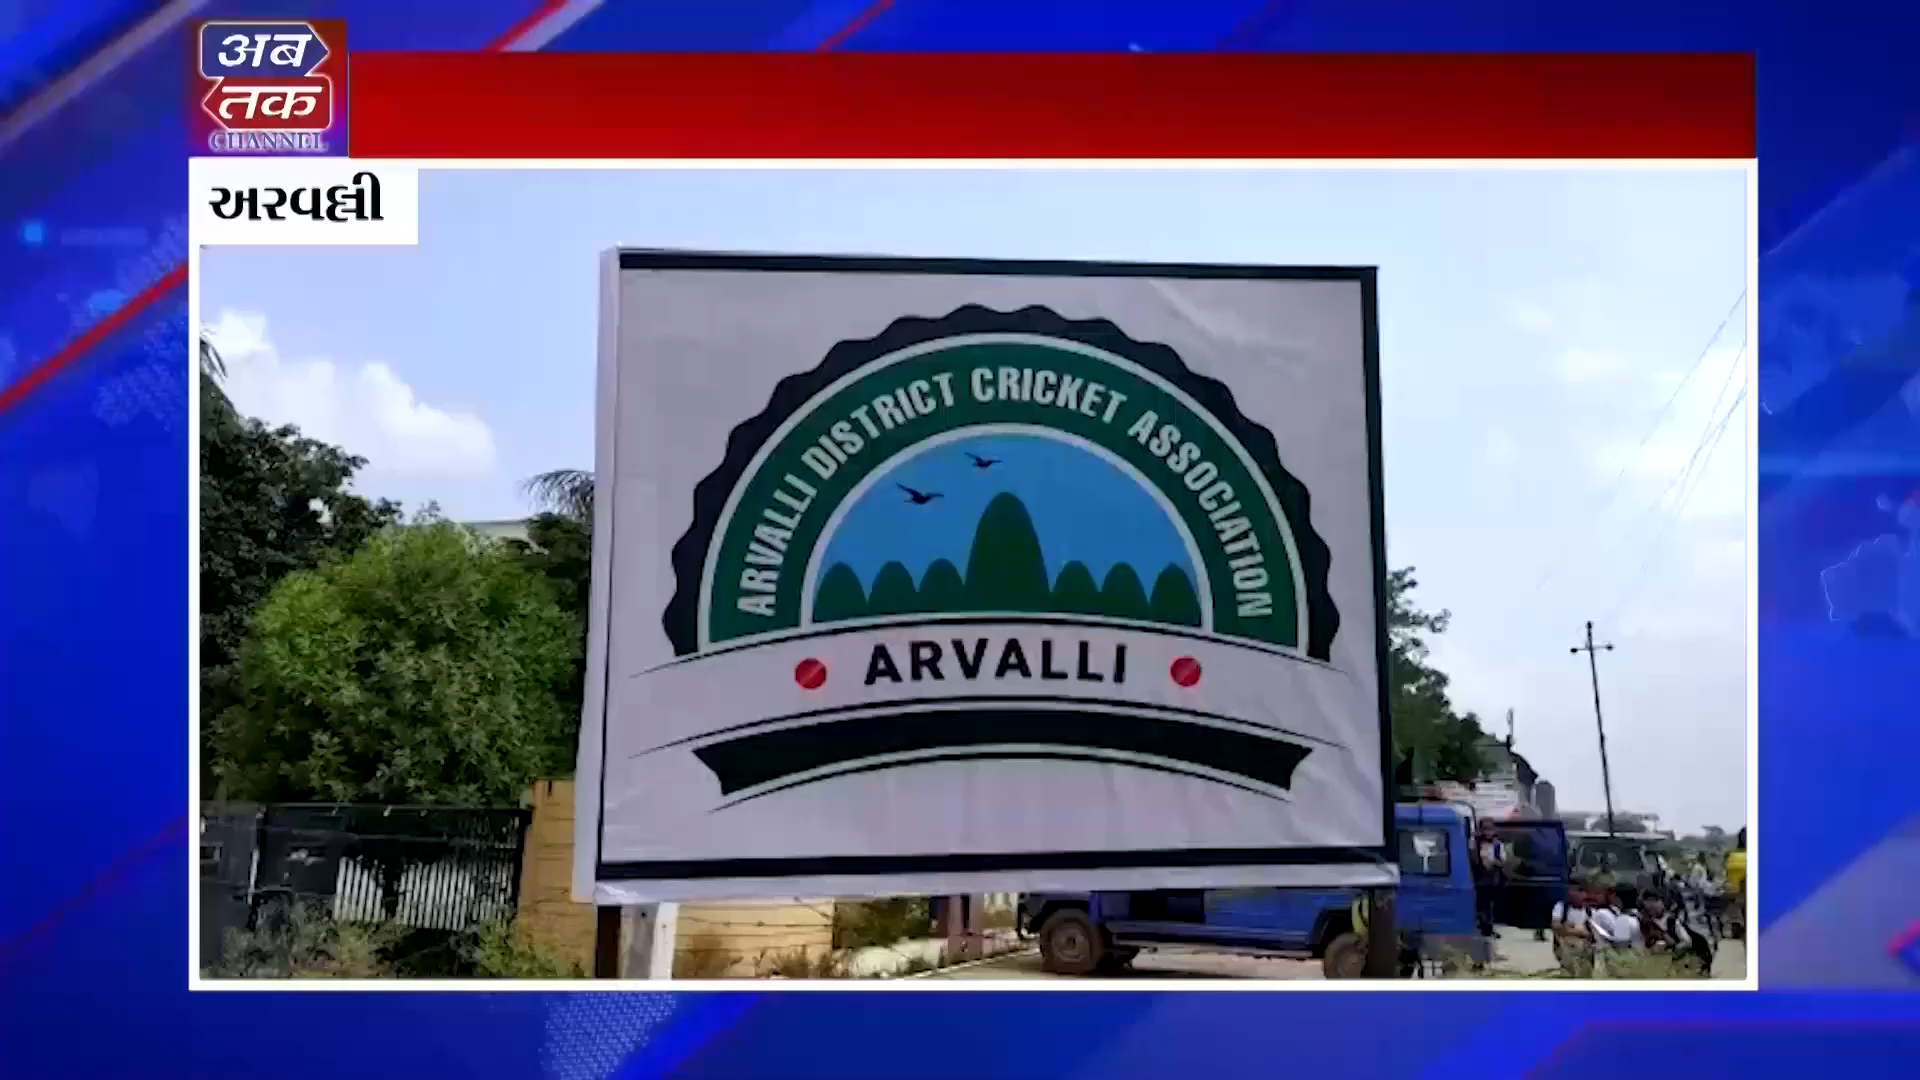 अब
तक
CHANNEL
અરવલ્લી
ARVALLI DISTRICT CRICKET ASSOCIATION
ARVALLI